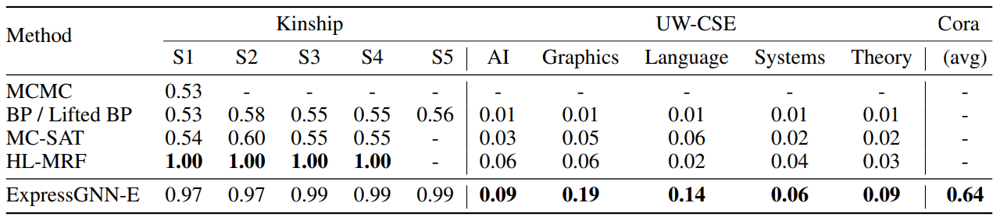 Method Kinship UW-CSE Cora
S1 S2 S3 S4 S5 AI Graphics Language Systems Theory (avg)
MCMC 0.53 - - - - - - - - - -
BP / Lifted BP 0.53 0.58 0.55 0.55 0.56 0.01 0.01 0.01 0.01 0.01 -
MC-SAT 0.54 0.60 0.55 0.55 - 0.03 0.05 0.06 0.02 0.02 -
HL-MRF 1.00 1.00 1.00 1.00 - 0.06 0.06 0.02 0.04 0.03 -
ExpressGNN-E 0.97 0.97 0.99 0.99 0.99 0.09 0.19 0.14 0.06 0.09 0.64